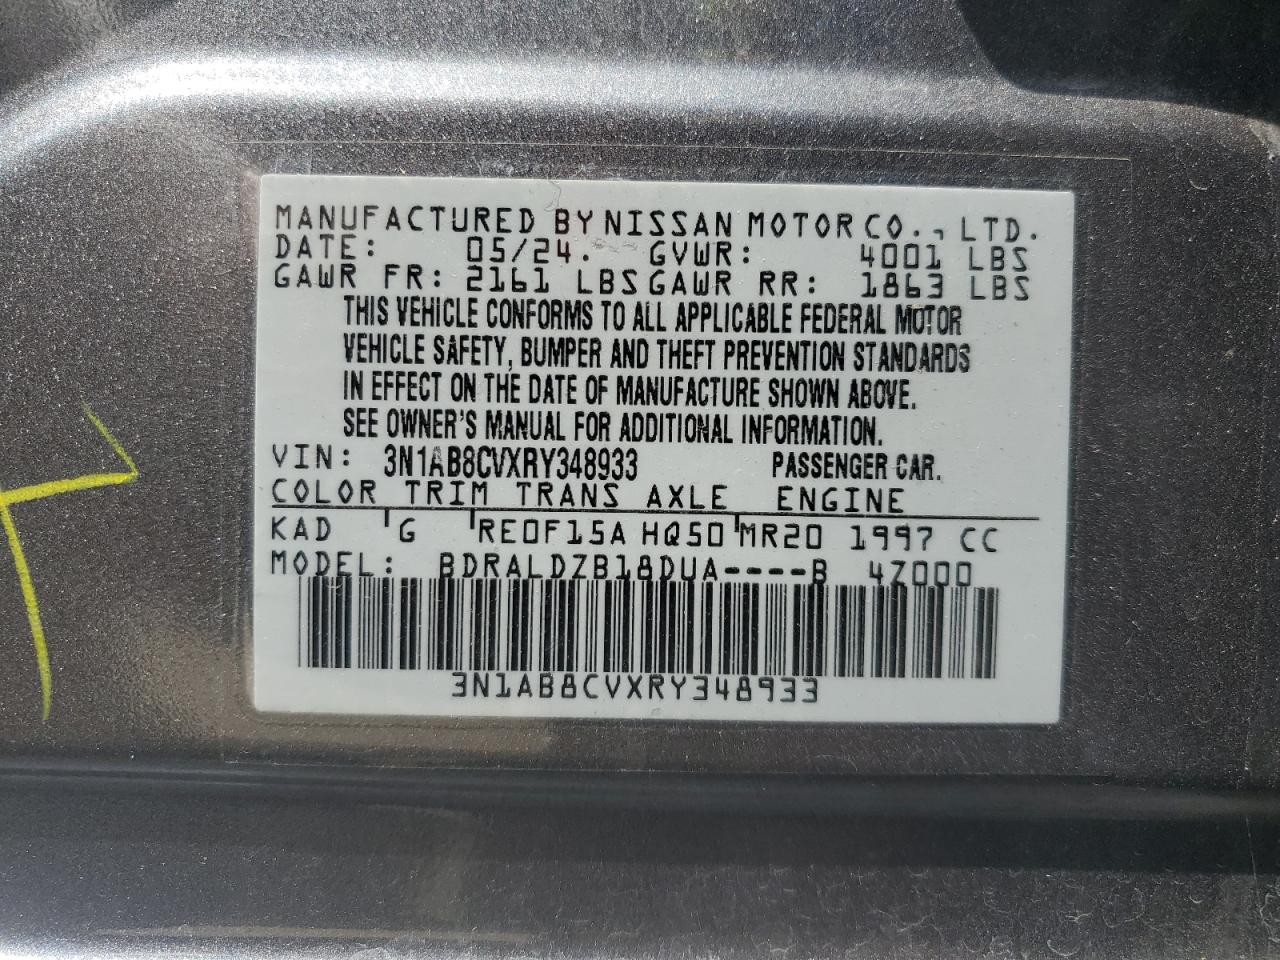 MANUFACTURED BY NISSAN MOTOR CO., LTD.
DATE: 05/24. GVWR: 4001 LBS
GAWR FR: 2161 LBS GAWR RR: 1863 LBS
THIS VEHICLE CONFORMS TO ALL APPLICABLE FEDERAL MOTOR
VEHICLE SAFETY, BUMPER AND THEFT PREVENTION STANDARDS
IN EFFECT ON THE DATE OF MANUFACTURE SHOWN ABOVE.
SEE OWNER'S MANUAL FOR ADDITIONAL INFORMATION.
VIN: 3N1AB8CVXRY348933 PASSENGER CAR.
COLOR TRIM TRANS AXLE ENGINE
KAD G RE0F15A HQ50 MR20 1997 CC
MODEL: BDRALDZB18DUA----B 4Z000
3N1AB8CVXRY348933